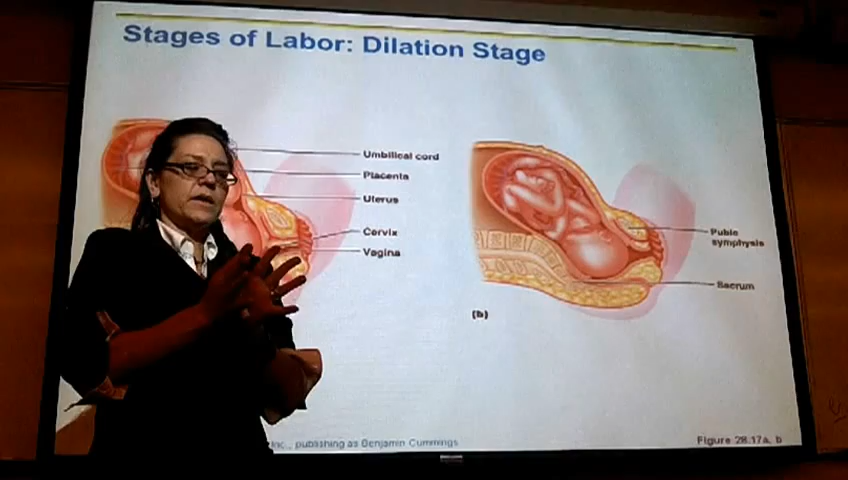 Stages of Labor: Dilation Stage
Umbilical cord
Placenta
Uterus
Cervix
Vagina
Pubic
symphysis
Sacrum
(b)
Inc., publishing as Benjamin Cummings
Figure 28.17a, b